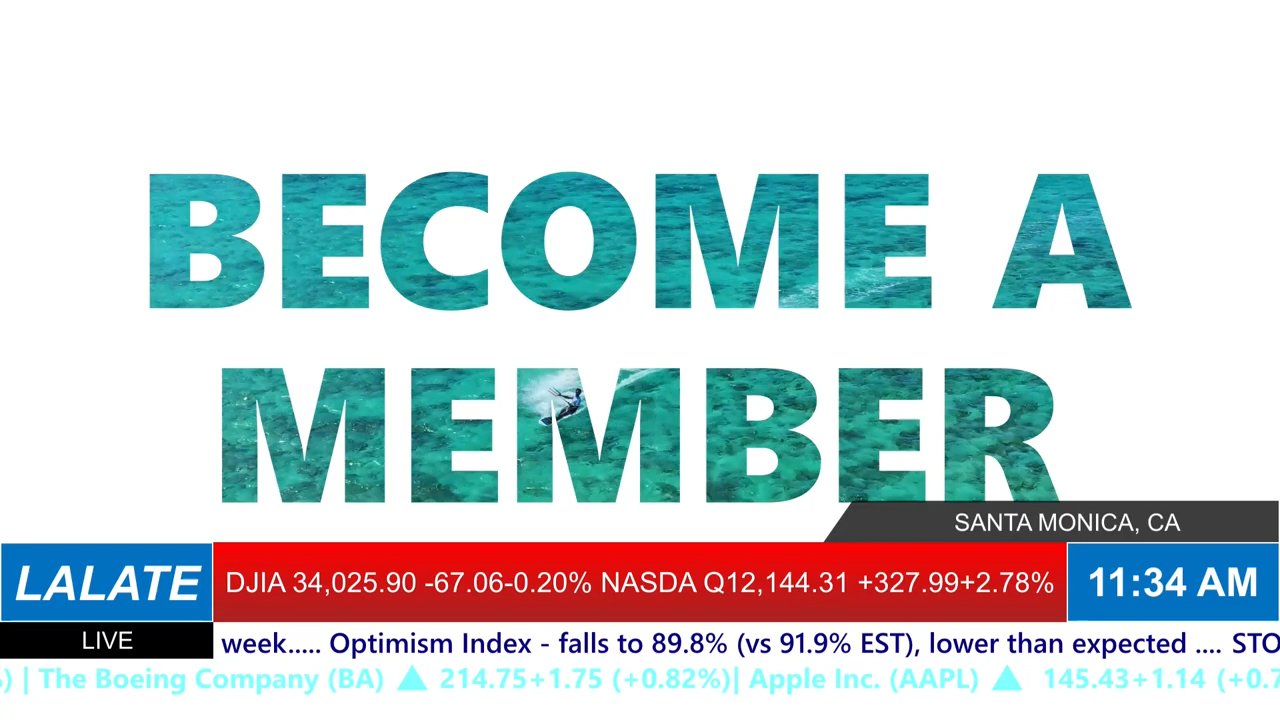 BECOME A
MEMBER
SANTA MONICA, CA
LALATE
DJIA 34,025.90 -67.06-0.20% NASDA Q12,144.31 +327.99+2.78%
11:34 AM
LIVE
week..... Optimism Index - falls to 89.8% (vs 91.9% EST), lower than expected .... STO
%) | The Boeing Company (BA) ▲ 214.75+1.75 (+0.82%)| Apple Inc. (AAPL) ▲ 145.43+1.14 (+0.7